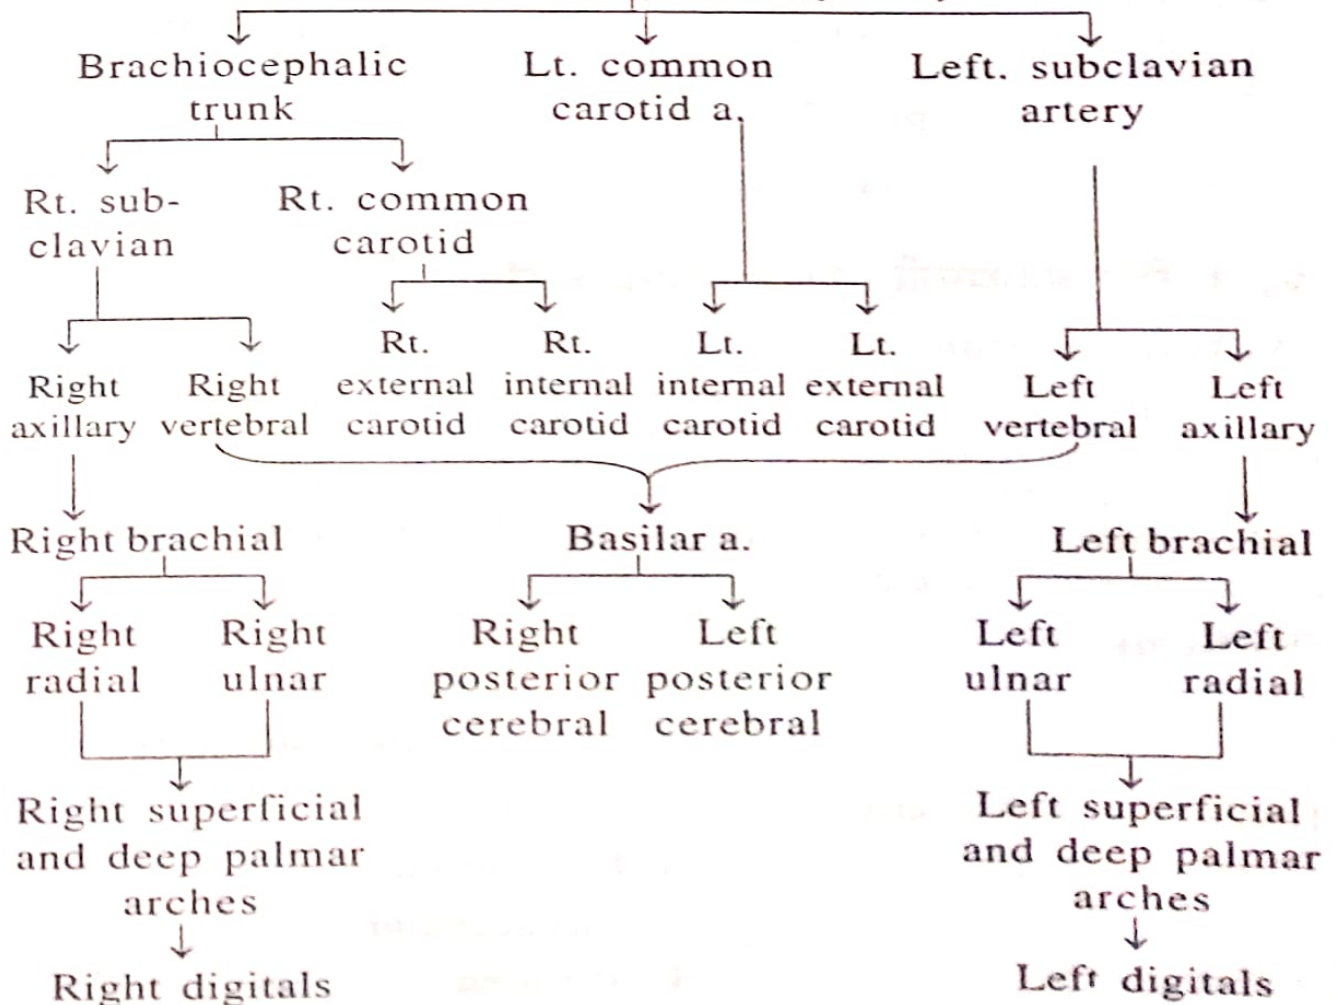 Brachiocephalic Lt. common Left. subclavian
trunk carotid a. artery
Rt. sub- Rt. common
clavian carotid
Rt. Rt. Lt. Lt.
Right Right external internal internal external Left Left
axillary vertebral carotid carotid carotid carotid vertebral axillary
Right brachial Basilar a. Left brachial
Right Right Right Left Left Left
radial ulnar posterior posterior ulnar radial
cerebral cerebral
Right superficial Left superficial
and deep palmar and deep palmar
arches arches
Right digitals Left digitals